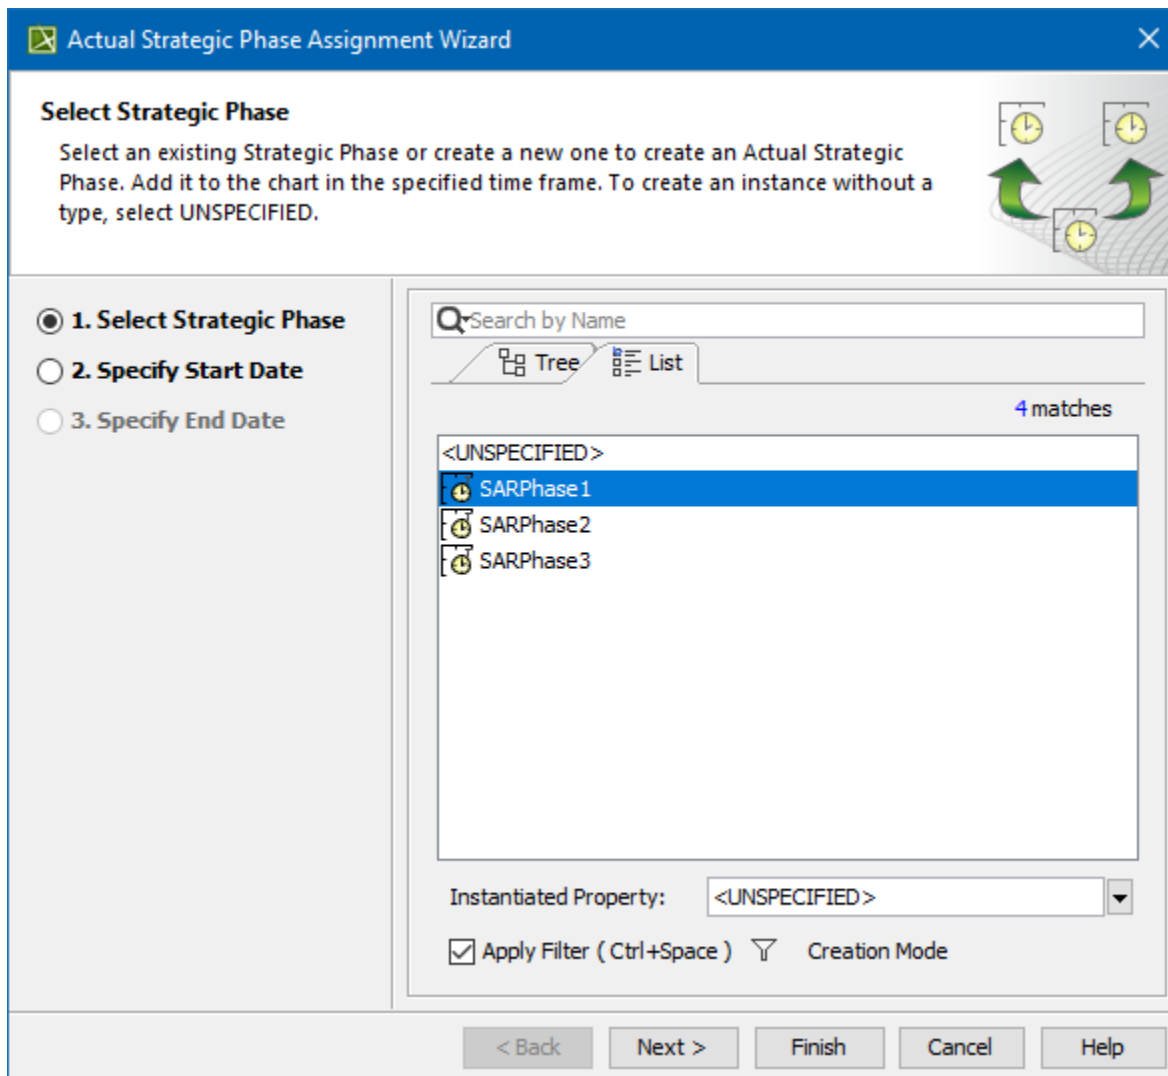 Actual Strategic Phase Assignment Wizard
Select Strategic Phase
Select an existing Strategic Phase or create a new one to create an Actual Strategic
Phase. Add it to the chart in the specified time frame. To create an instance without a
type, select UNSPECIFIED.
1. Select Strategic Phase
2. Specify Start Date
3. Specify End Date
Search by Name
Tree List
4 matches
<UNSPECIFIED>
SARPhase1
SARPhase2
SARPhase3
Instantiated Property: <UNSPECIFIED>
Apply Filter ( Ctrl+Space ) Creation Mode
< Back Next > Finish Cancel Help